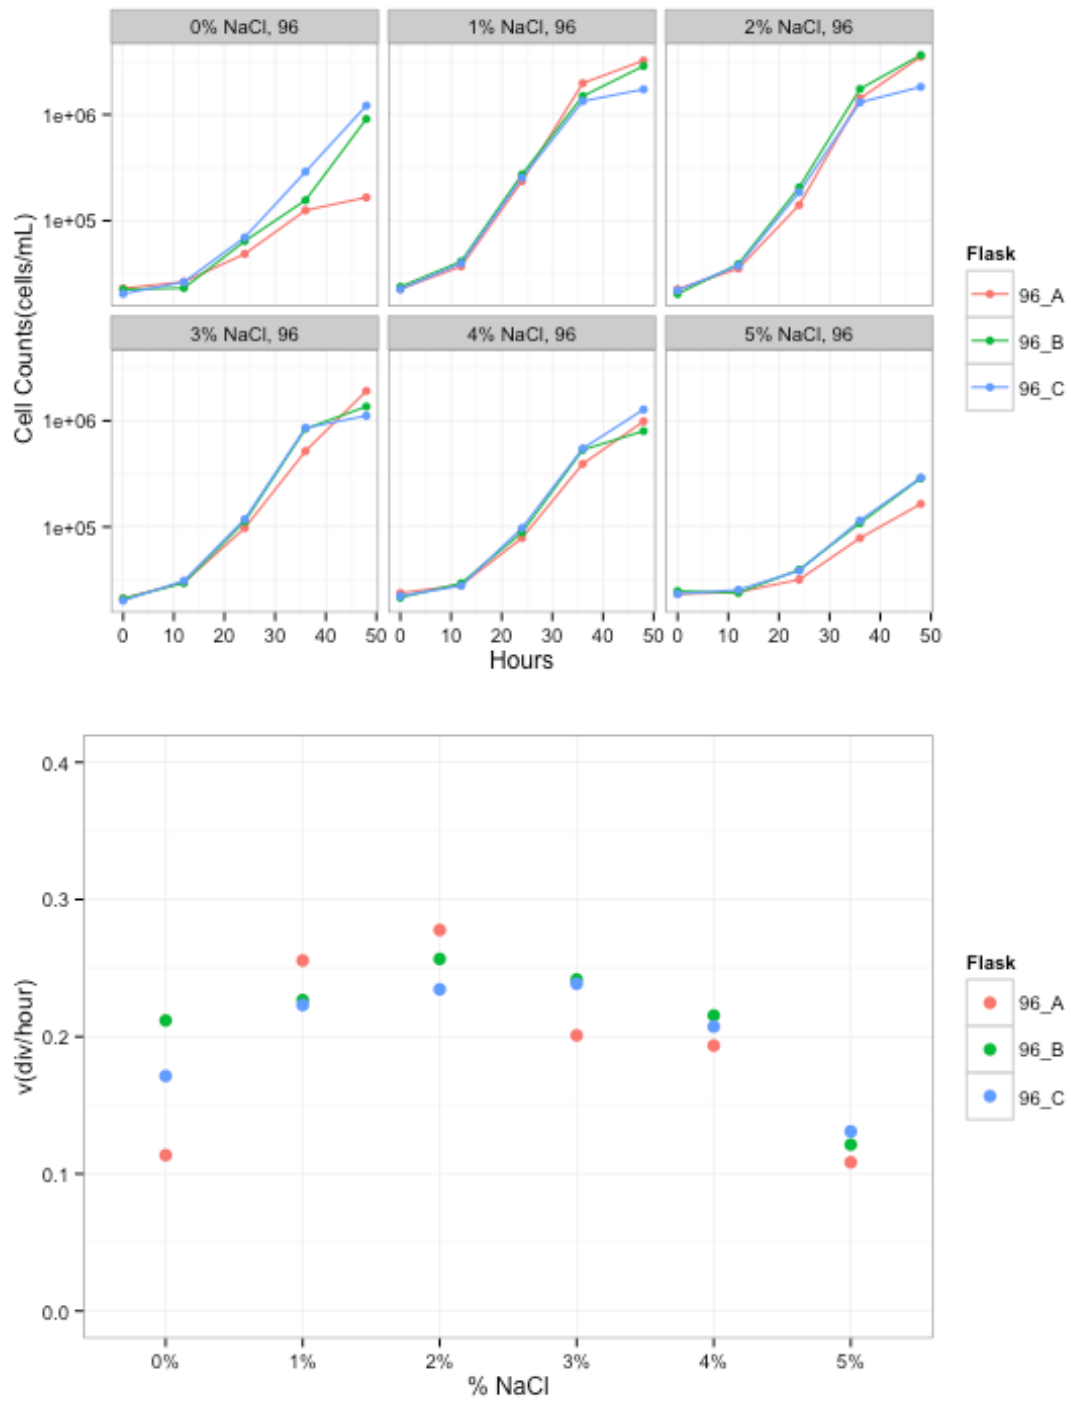 0% NaCl, 96
1% NaCl, 96
2% NaCl, 96
1e+06
1e+05
3% NaCl, 96
4% NaCl, 96
5% NaCl, 96
1e+06
1e+05
Cell Counts(cells/mL)
0 10 20 30 40 50
0 10 20 30 40 50
0 10 20 30 40 50
Hours
Flask
96_A
96_B
96_C
0.4
0.3
0.2
0.1
0.0
v(div/hour)
0% 1% 2% 3% 4% 5%
% NaCl
Flask
96_A
96_B
96_C